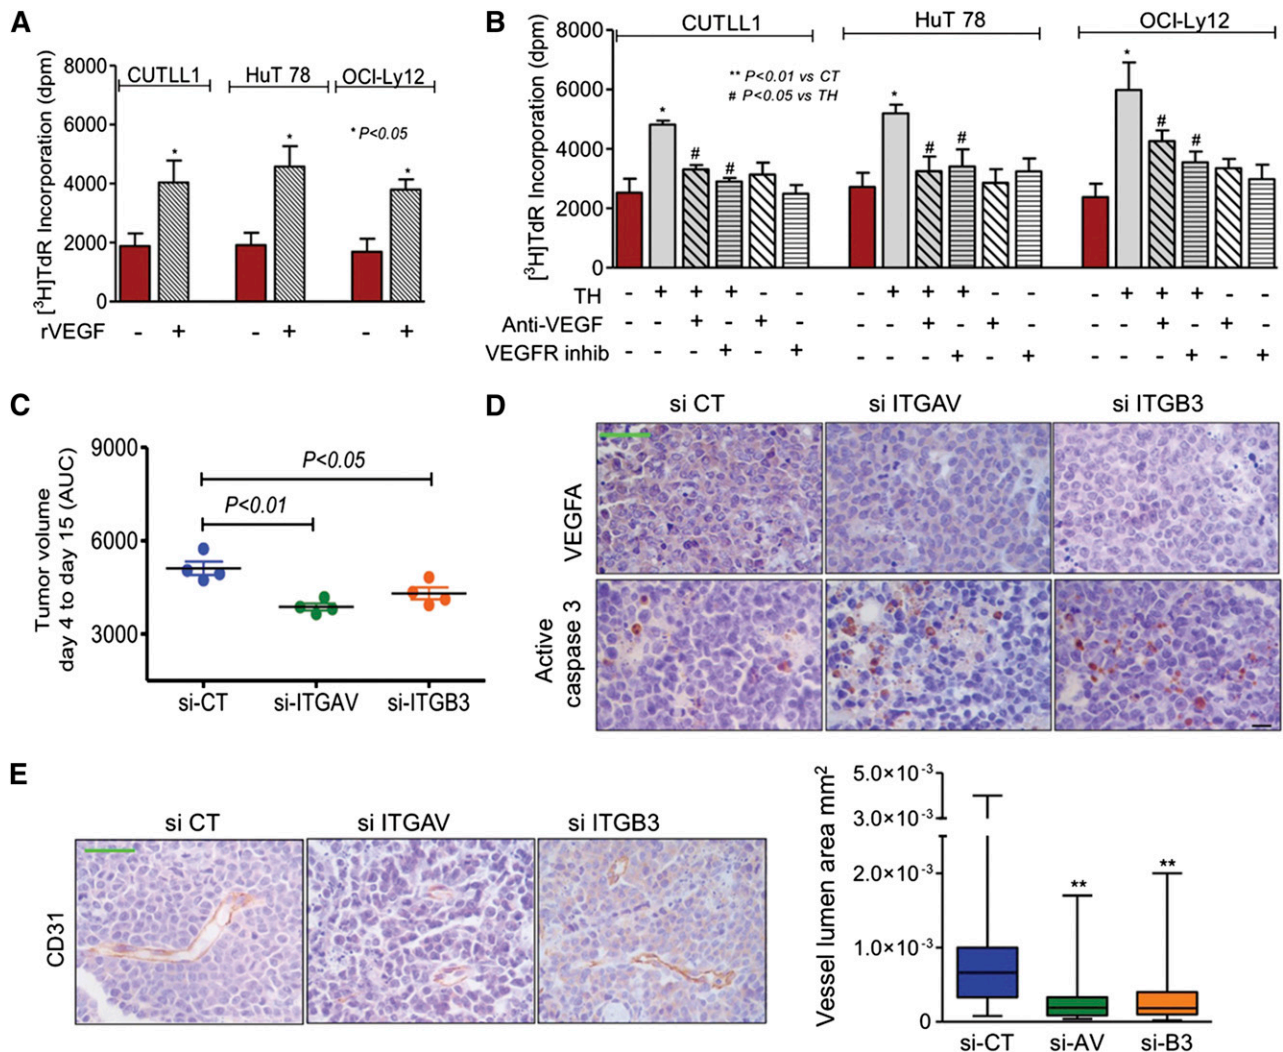 A
[³H]TdR Incorporation (dpm)
8000
6000
4000
2000
0
CUTLL1 HuT 78 OCI-Ly12
* P<0.05
* * *
rVEGF - + - + - +
B
[³H]TdR Incorporation (dpm)
8000
6000
4000
2000
0
CUTLL1 HuT 78 OCI-Ly12
** P<0.01 vs CT
# P<0.05 vs TH
* # # * # # * # #
TH - + + + - - - + + + - - - + + + - -
Anti-VEGF - - + - + - - - + - + - - - + - + -
VEGFR inhib - - - + - + - - - + - + - - - + - +
C
Tumor volume
day 4 to day 15 (AUC)
9000
6000
3000
P<0.05
P<0.01
si-CT si-ITGAV si-ITGB3
D
si CT si ITGAV si ITGB3
VEGFA
Active
caspase 3
E
si CT si ITGAV si ITGB3
CD31
Vessel lumen area mm²
5.0×10⁻³
3.0×10⁻³
2.0×10⁻³
1.0×10⁻³
0
** **
si-CT si-AV si-B3